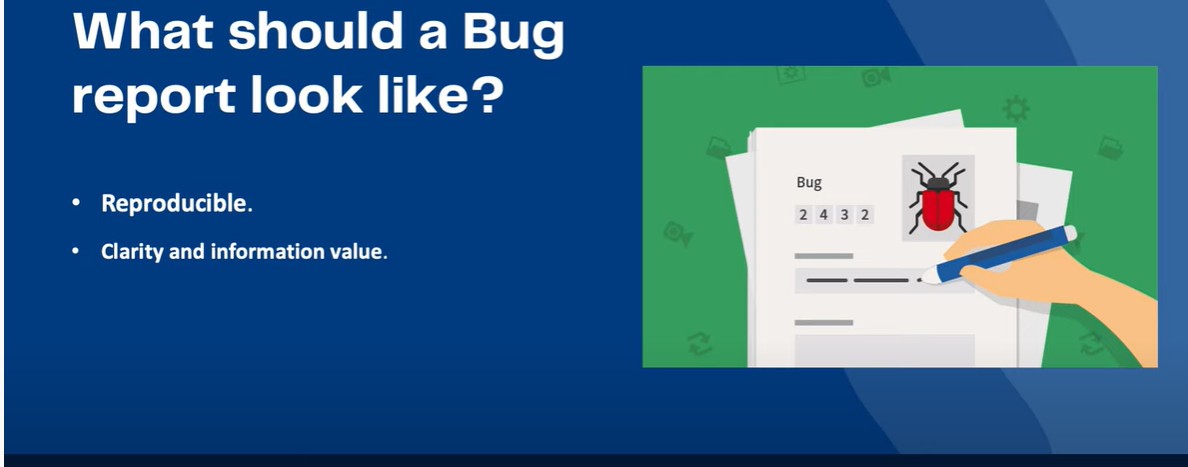 What should a Bug
report look like?
• Reproducible.
• Clarity and information value.
Bug
2 4 3 2